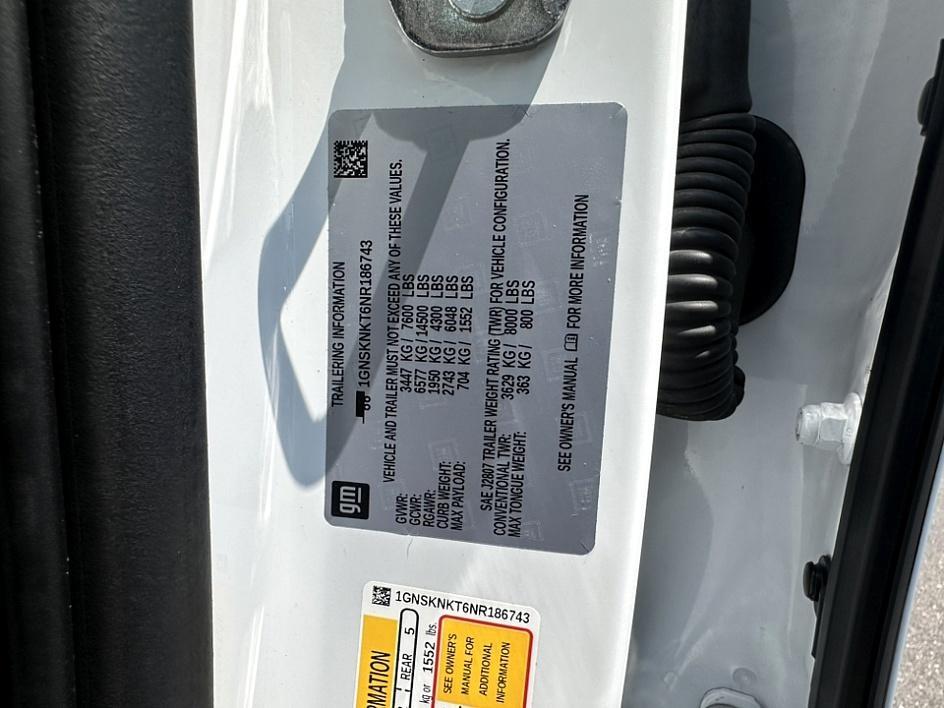 TRAILERING INFORMATION
1GNSKNKT6NR186743
gm
VEHICLE AND TRAILER MUST NOT EXCEED ANY OF THESE VALUES.
GVWR: 3447 KG / 7600 LBS
GCWR: 6577 KG / 14500 LBS
RGAWR: 1950 KG / 4300 LBS
CURB WEIGHT: 2743 KG / 6048 LBS
MAX PAYLOAD: 704 KG / 1552 LBS
SAE J2807 TRAILER WEIGHT RATING (TWR) FOR VEHICLE CONFIGURATION.
CONVENTIONAL TWR: 3629 KG / 8000 LBS
MAX TONGUE WEIGHT: 363 KG / 800 LBS
SEE OWNER'S MANUAL FOR MORE INFORMATION
1GNSKNKT6NR186743
REAR 5
kg or 1552 lbs.
SEE OWNER'S
MANUAL FOR
ADDITIONAL
INFORMATION